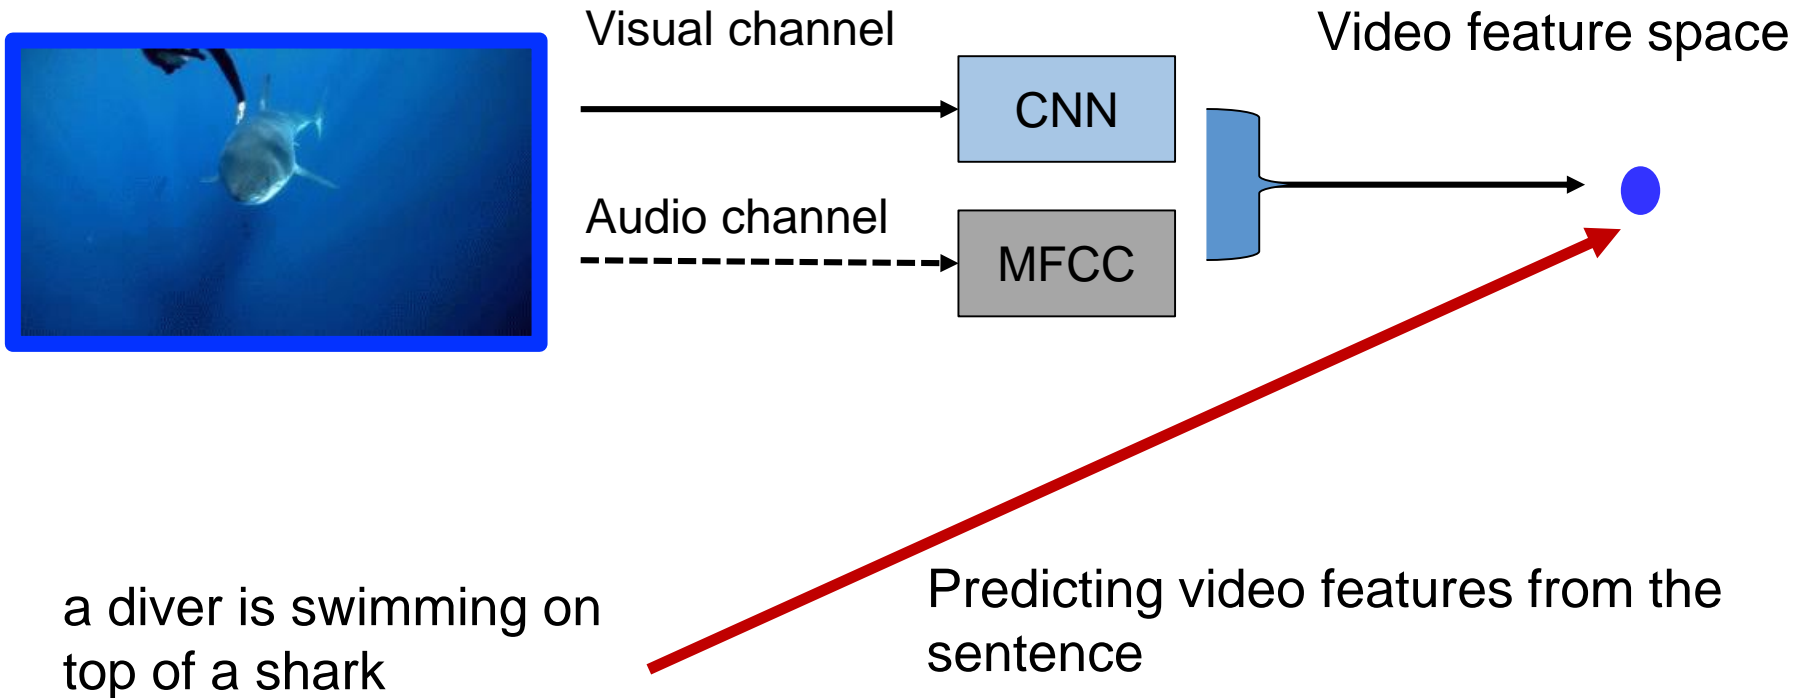 Visual channel
Video feature space
CNN
Audio channel
MFCC
a diver is swimming on
top of a shark
Predicting video features from the
sentence